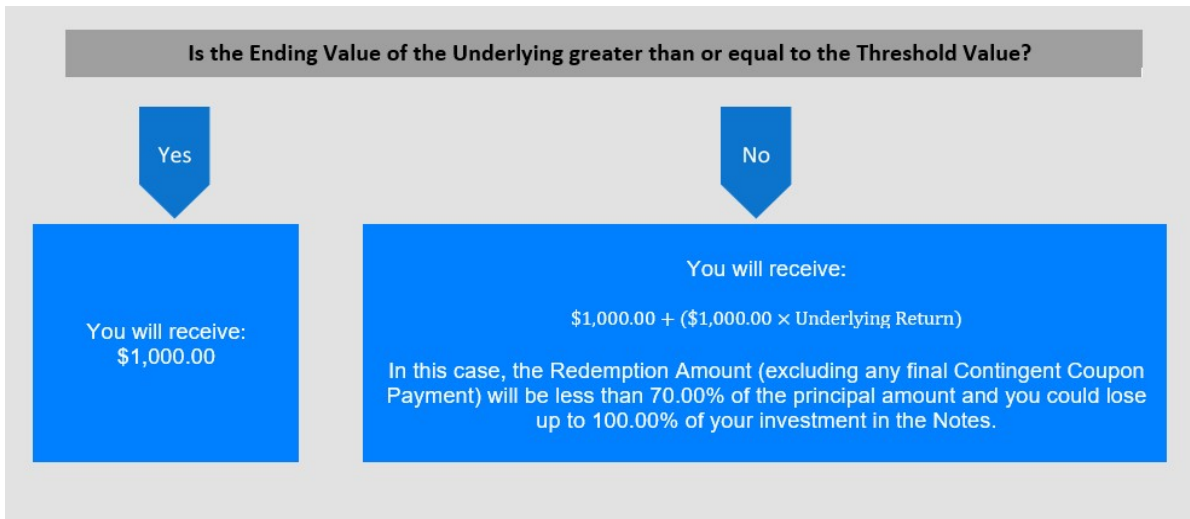 Is the Ending Value of the Underlying greater than or equal to the Threshold Value?
Yes
No
You will receive:
$1,000.00
You will receive:
$1,000.00 + ($1,000.00 × Underlying Return)
In this case, the Redemption Amount (excluding any final Contingent Coupon
Payment) will be less than 70.00% of the principal amount and you could lose
up to 100.00% of your investment in the Notes.